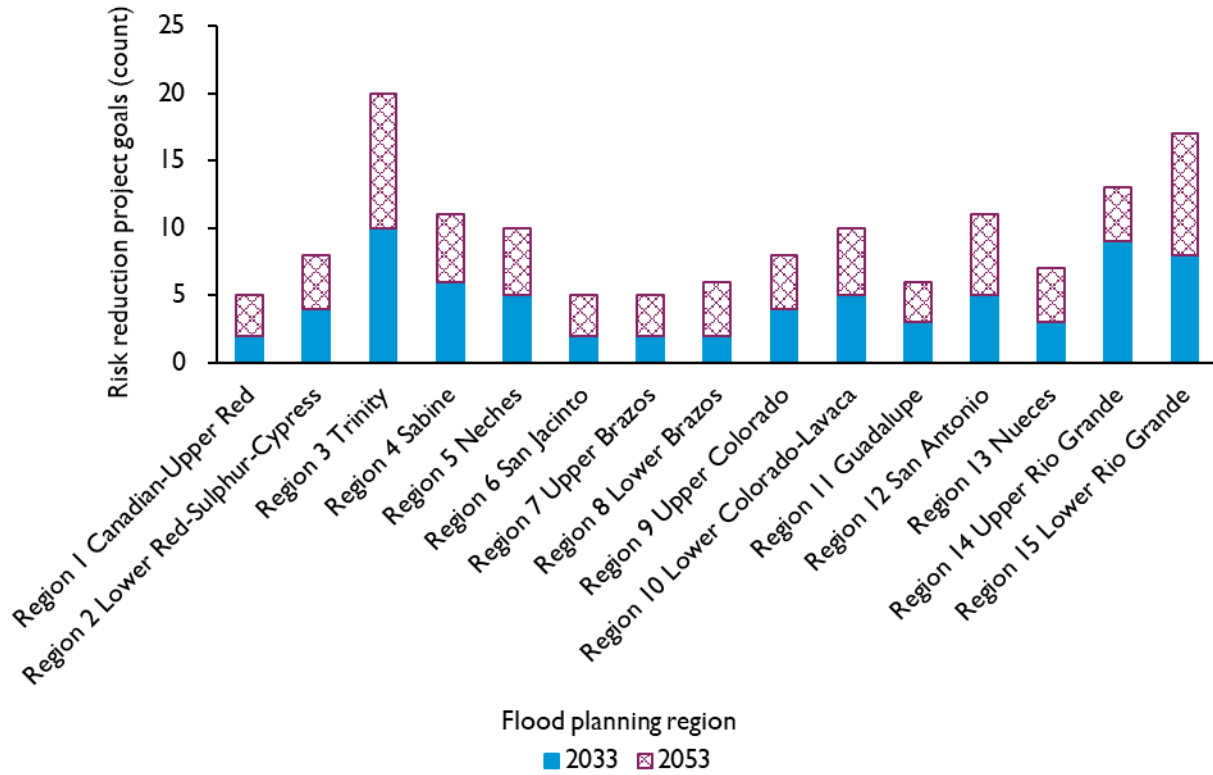 Risk reduction project goals (count)
25
20
15
10
5
0
Region 1 Canadian-Upper Red
Region 2 Lower Red-Sulphur-Cypress
Region 3 Trinity
Region 4 Sabine
Region 5 Neches
Region 6 San Jacinto
Region 7 Upper Brazos
Region 8 Lower Brazos
Region 9 Upper Colorado
Region 10 Lower Colorado-Lavaca
Region 11 Guadalupe
Region 12 San Antonio
Region 13 Nueces
Region 14 Upper Rio Grande
Region 15 Lower Rio Grande
Flood planning region
2033 2053